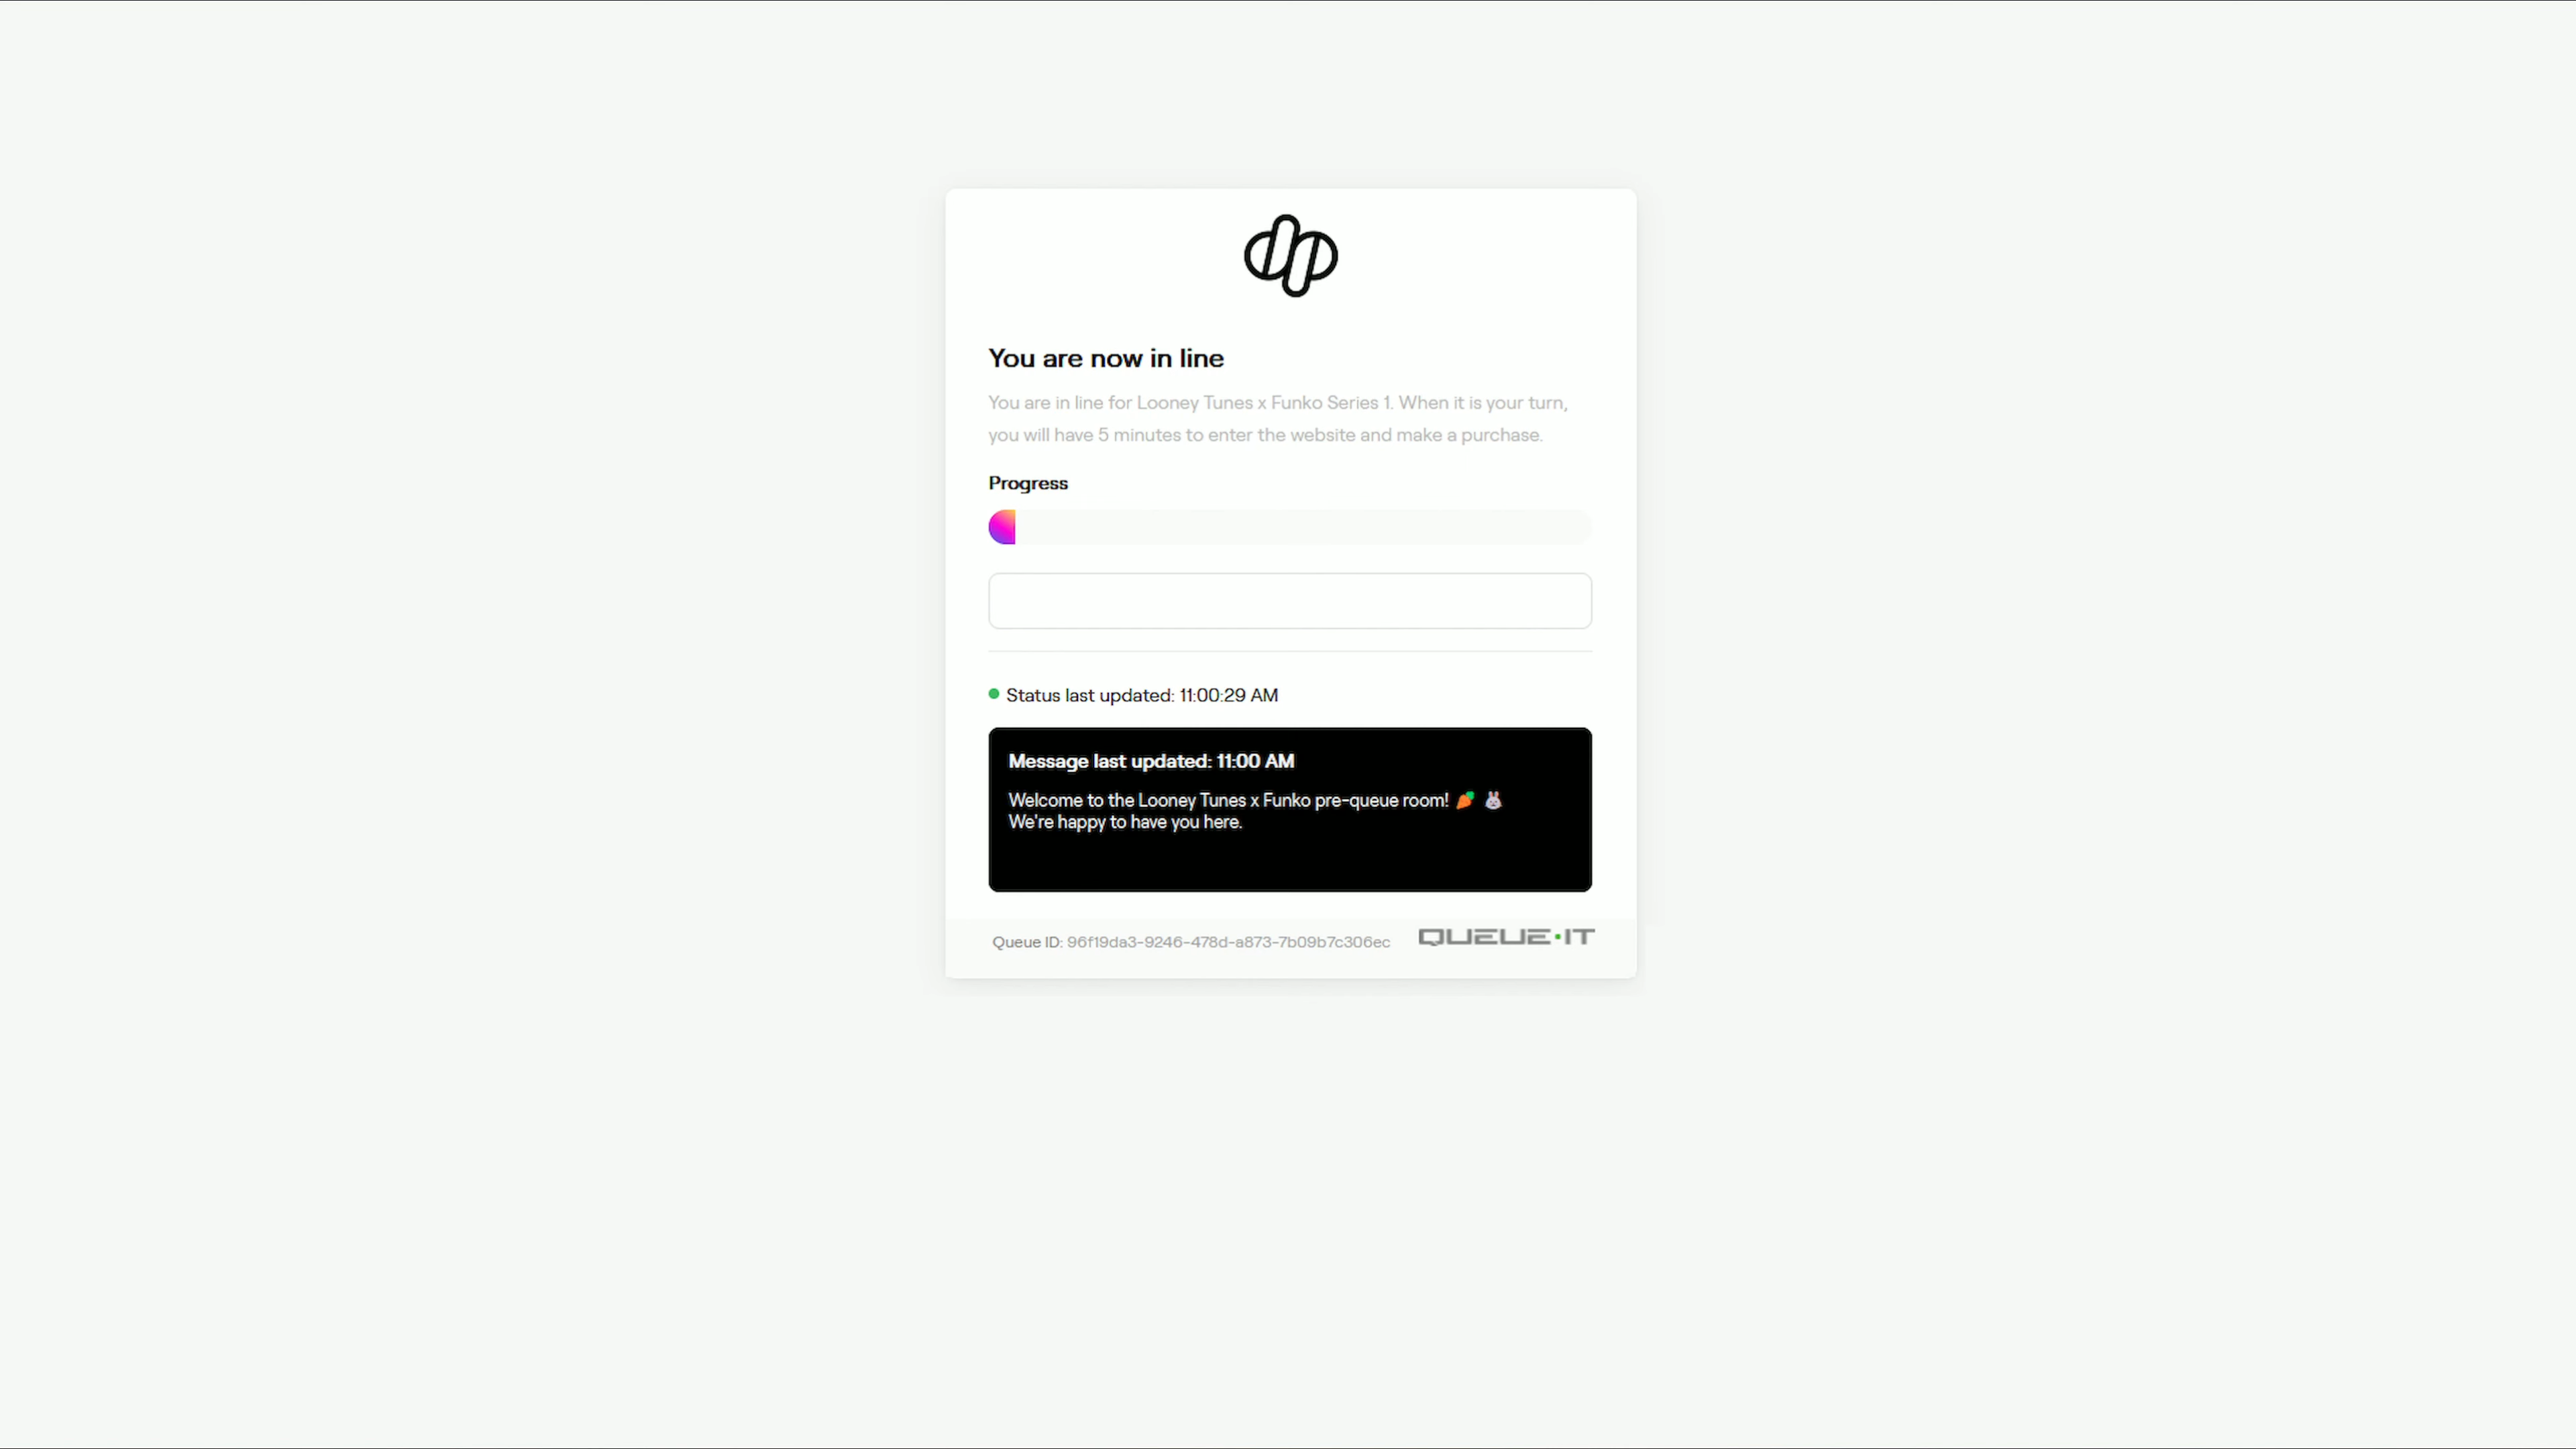 You are now in line
You are in line for Looney Tunes x Funko Series 1. When it is your turn,
you will have 5 minutes to enter the website and make a purchase.
Progress
Status last updated: 11:00:29 AM
Message last updated: 11:00 AM
Welcome to the Looney Tunes x Funko pre-queue room! 🥕 🐰
We're happy to have you here.
Queue ID: 96f19da3-9246-478d-a873-7b09b7c306ec
QUEUE·IT